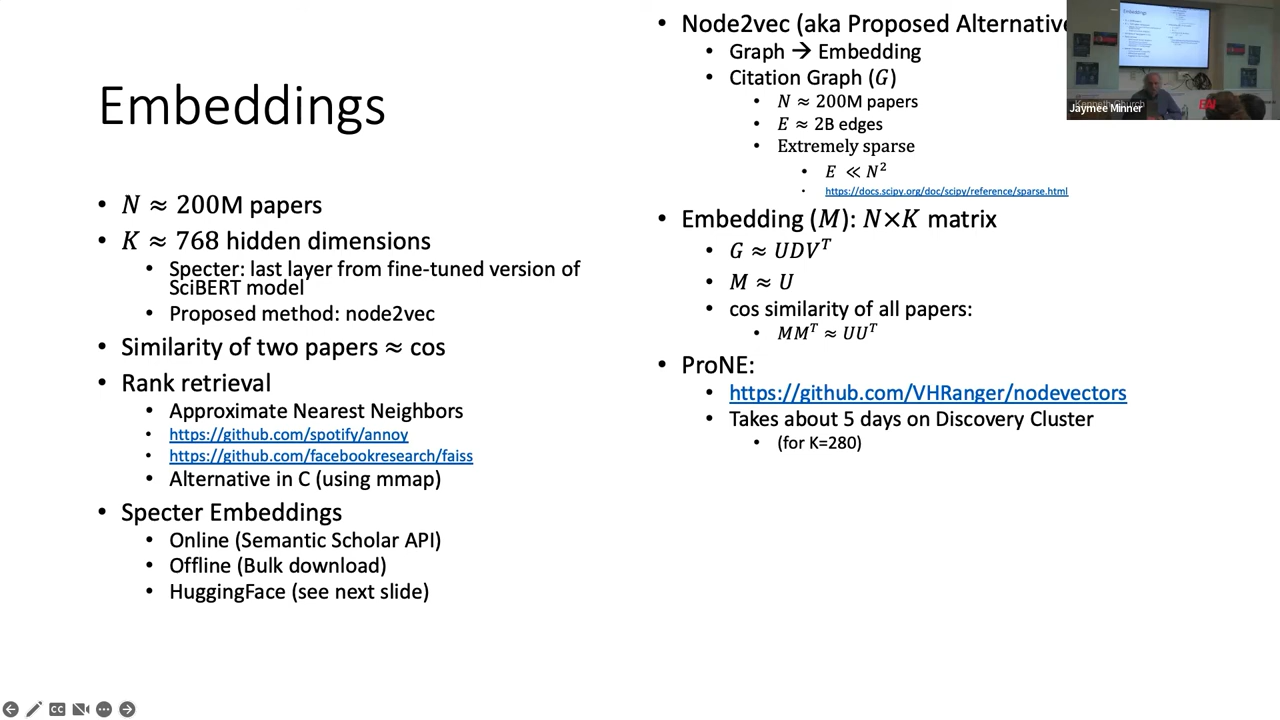 Embeddings
• N ≈ 200M papers
• K ≈ 768 hidden dimensions
• Specter: last layer from fine-tuned version of
SciBERT model
• Proposed method: node2vec
• Similarity of two papers ≈ cos
• Rank retrieval
• Approximate Nearest Neighbors
• https://github.com/spotify/annoy
• https://github.com/facebookresearch/faiss
• Alternative in C (using mmap)
• Specter Embeddings
• Online (Semantic Scholar API)
• Offline (Bulk download)
• HuggingFace (see next slide)
• Node2vec (aka Proposed Alternative
• Graph → Embedding
• Citation Graph (G)
• N ≈ 200M papers
• E ≈ 2B edges
• Extremely sparse
• E ≪ N²
• https://docs.scipy.org/doc/scipy/reference/sparse.html
• Embedding (M): N×K matrix
• G ≈ UDVᵀ
• M ≈ U
• cos similarity of all papers:
• MMᵀ ≈ UUᵀ
• ProNE:
• https://github.com/VHRanger/nodevectors
• Takes about 5 days on Discovery Cluster
• (for K=280)
Kenneth Church
Jaymee Minner
EAI
CC